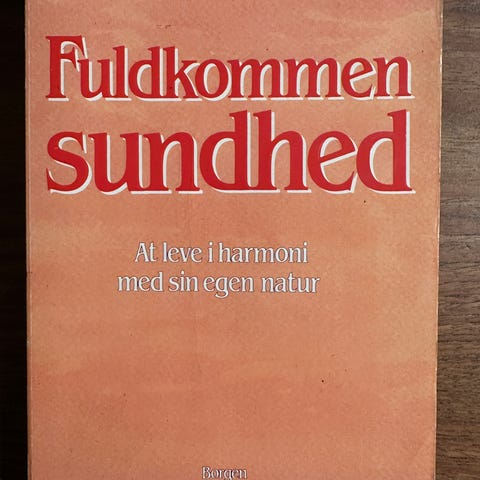 Fuldkommen
sundhed
At leve i harmoni
med sin egen natur
Borgen